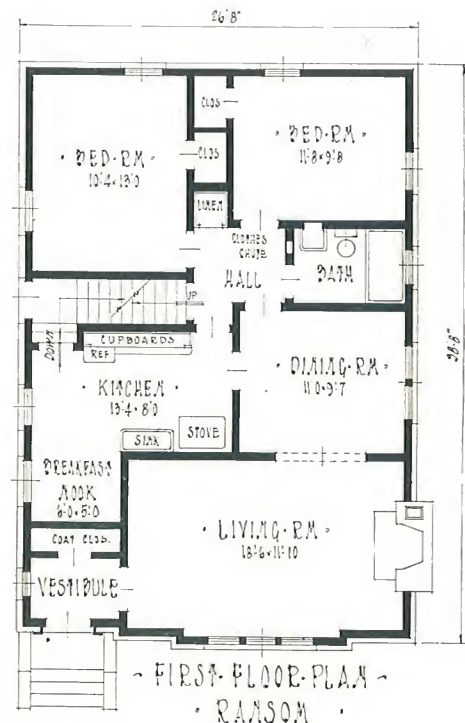 26'8"
CLOS
BED-RM
10'-4×13'0
CLOS
BED-RM
11'-8×9'-8
LINEN
CLOTHES
CHUTE
HALL
BATH
UP
DOWN
CUPBOARDS
REF
KITCHEN
13'-4×8'-0
DINING-RM
11'0×9'-7
38'-8"
SINK
STOVE
BREAKFAST
NOOK
6'-0×5'-0
LIVING-RM
18'-6×11'-10
COAT CLOS.
VESTIBULE
- FIRST-FLOOR-PLAN -
· RANSOM ·